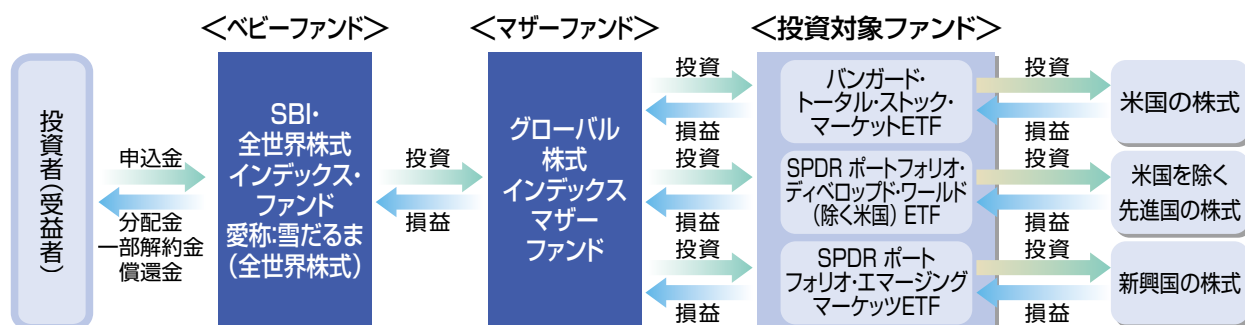 ＜ベビーファンド＞
＜マザーファンド＞
＜投資対象ファンド＞
投資者（受益者）
申込金
分配金
一部解約金
償還金
SBI・
全世界株式
インデックス・
ファンド
愛称:雪だるま
（全世界株式）
投資
損益
グローバル
株式
インデックス
マザー
ファンド
投資
損益
投資
損益
投資
損益
バンガード・
トータル・ストック・
マーケットETF
SPDR ポートフォリオ・
ディベロップド・ワールド
（除く米国） ETF
SPDR ポート
フォリオ・エマージング
マーケッツETF
投資
損益
投資
損益
投資
損益
米国の株式
米国を除く
先進国の株式
新興国の株式